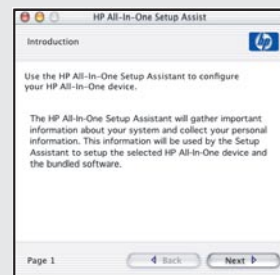 HP All-In-One Setup Assist
Introduction
hp
Use the HP All-In-One Setup Assistant to configure
your HP All-In-One device.
The HP All-In-One Setup Assistant will gather important
information about your system and collect your personal
information. This information will be used by the Setup
Assistant to setup the selected HP All-In-One device and
the bundled software.
Page 1
Back
Next